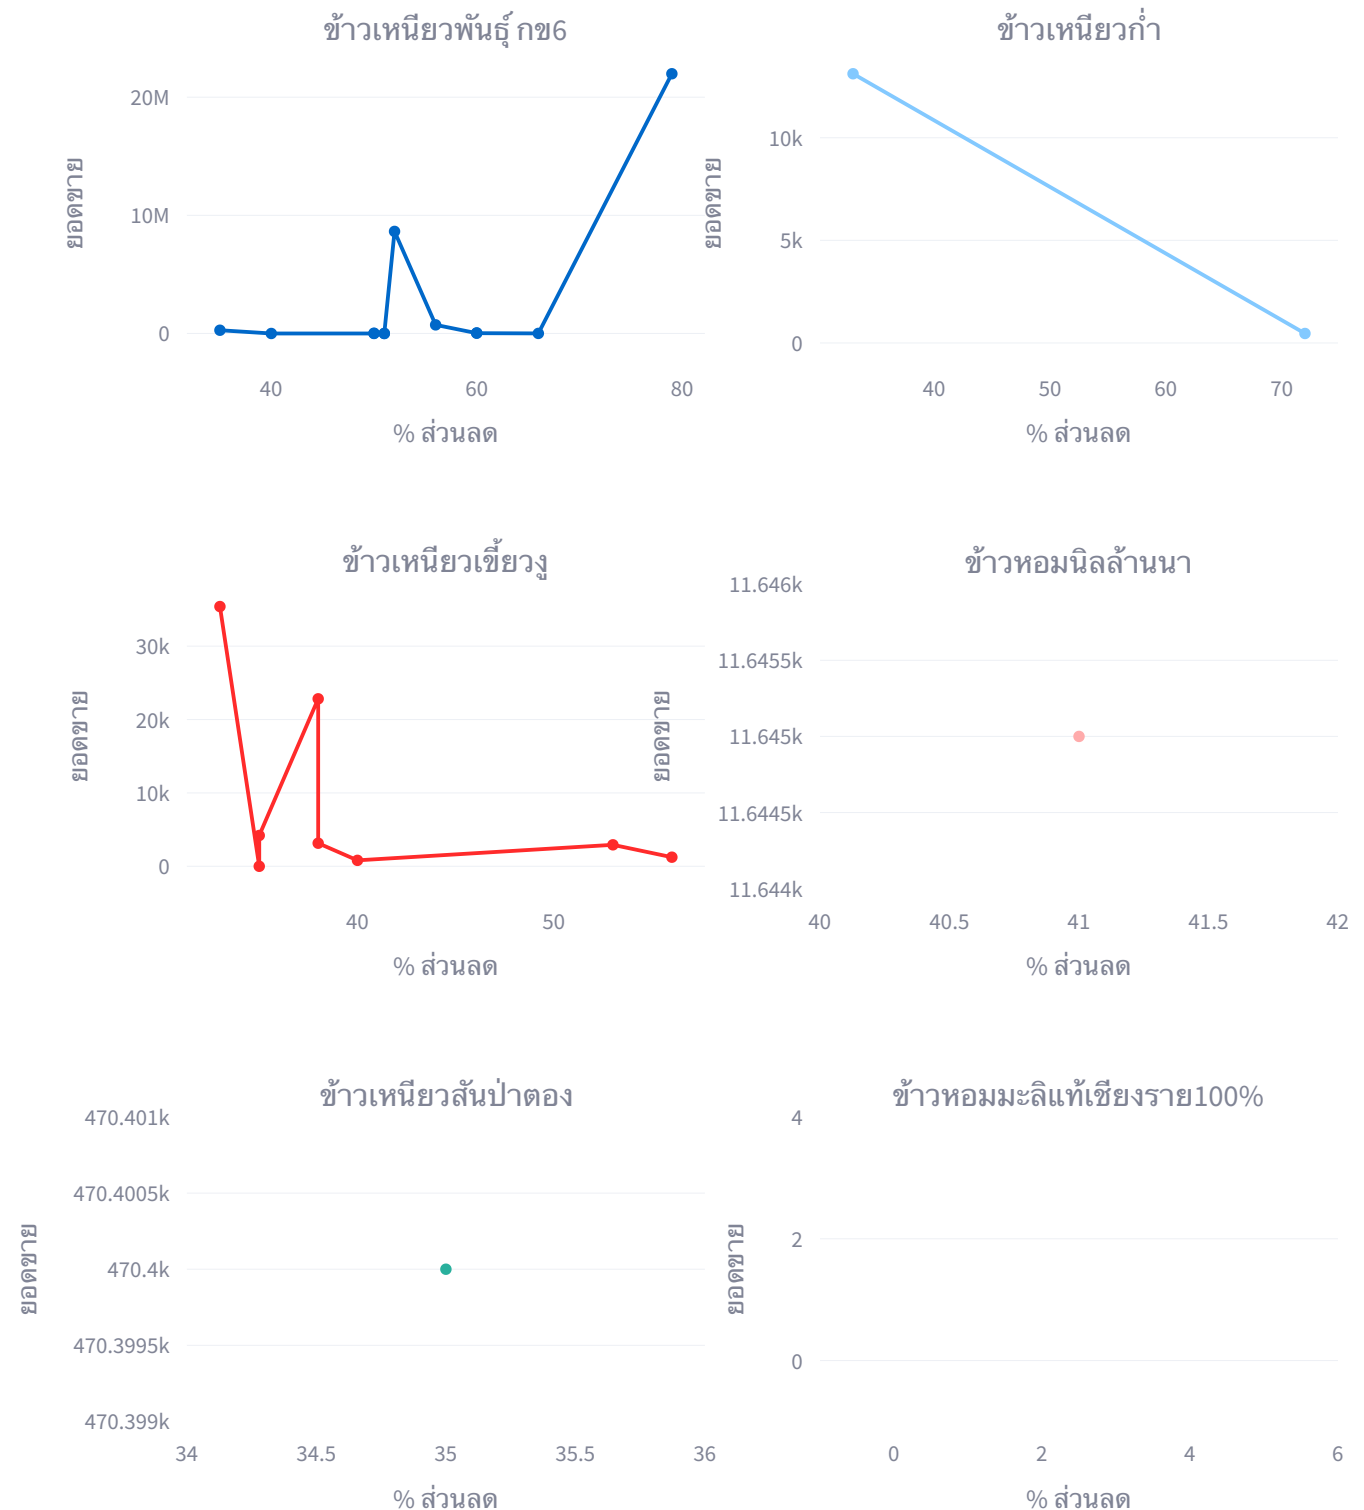 ข้าวเหนียวพันธุ์ กข6
20M
10M
0
ยอดขาย
40 60 80
% ส่วนลด
ข้าวเหนียวก่ำ
10k
5k
0
ยอดขาย
40 50 60 70
% ส่วนลด
ข้าวเหนียวเขี้ยวงู
30k
20k
10k
0
ยอดขาย
40 50
% ส่วนลด
ข้าวหอมนิลล้านนา
11.646k
11.6455k
11.645k
11.6445k
11.644k
ยอดขาย
40 40.5 41 41.5 42
% ส่วนลด
ข้าวเหนียวสันป่าตอง
470.401k
470.4005k
470.4k
470.3995k
470.399k
ยอดขาย
34 34.5 35 35.5 36
% ส่วนลด
ข้าวหอมมะลิแท้เชียงราย100%
4
2
0
ยอดขาย
0 2 4 6
% ส่วนลด